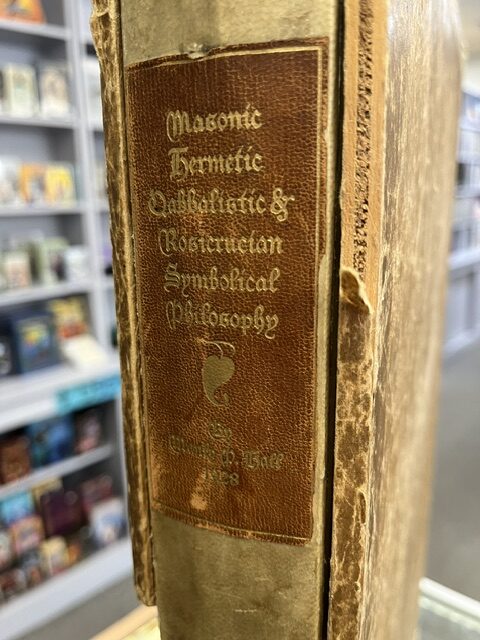 Masonic
Hermetic
Qabbalistic &
Rosicrucian
Symbolical
Philosophy
By
Manly P. Hall
1928